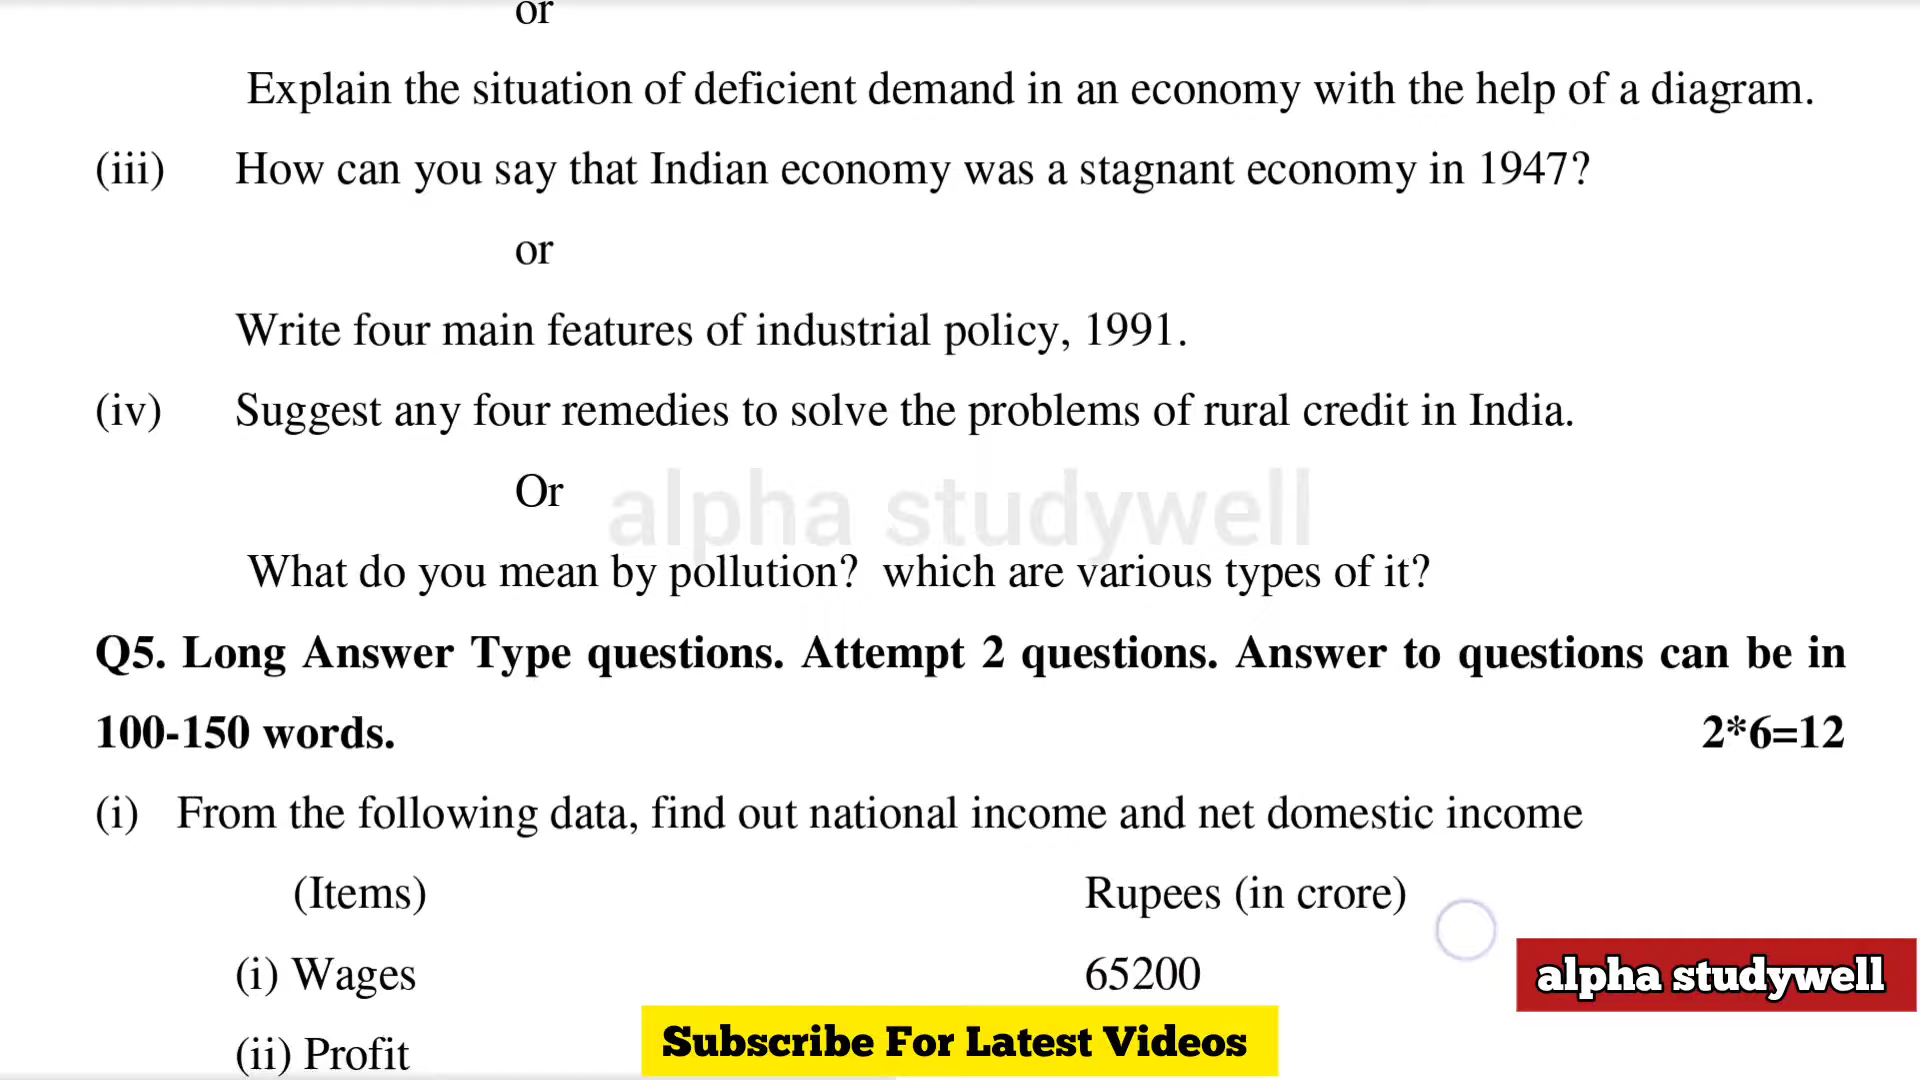 or
Explain the situation of deficient demand in an economy with the help of a diagram.
(iii) How can you say that Indian economy was a stagnant economy in 1947?
or
Write four main features of industrial policy, 1991.
(iv) Suggest any four remedies to solve the problems of rural credit in India.
Or
alpha studywell
What do you mean by pollution? which are various types of it?
Q5. Long Answer Type questions. Attempt 2 questions. Answer to questions can be in
100-150 words. 2*6=12
(i) From the following data, find out national income and net domestic income
(Items) Rupees (in crore)
(i) Wages 65200
alpha studywell
(ii) Profit
Subscribe For Latest Videos